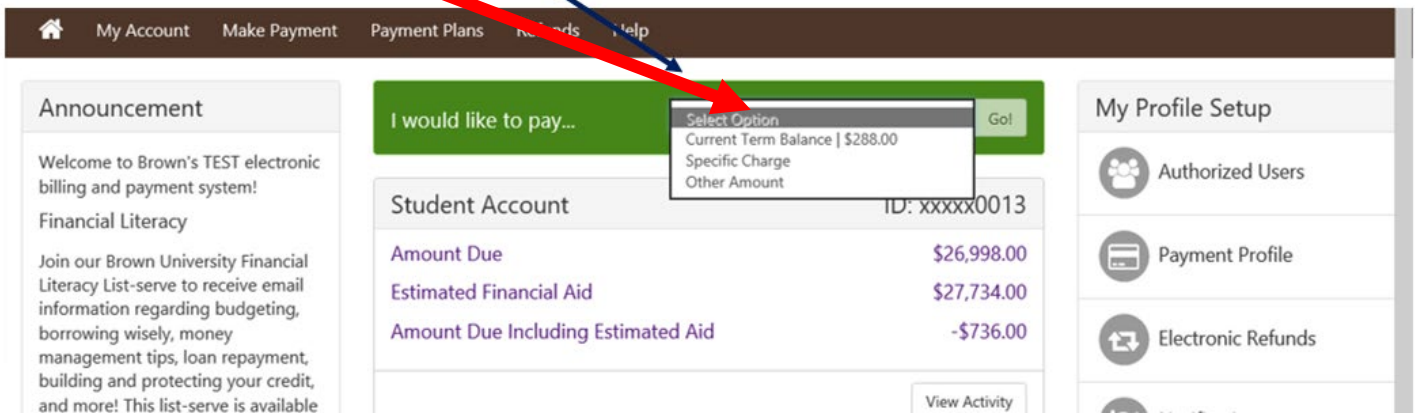 My Account Make Payment Payment Plans Refunds Help
Announcement
Welcome to Brown's TEST electronic
billing and payment system!
Financial Literacy
Join our Brown University Financial
Literacy List-serve to receive email
information regarding budgeting,
borrowing wisely, money
management tips, loan repayment,
building and protecting your credit,
and more! This list-serve is available
I would like to pay...
Select Option
Current Term Balance | $288.00
Specific Charge
Other Amount
Go!
Student Account ID: xxxxx0013
Amount Due $26,998.00
Estimated Financial Aid $27,734.00
Amount Due Including Estimated Aid -$736.00
View Activity
My Profile Setup
Authorized Users
Payment Profile
Electronic Refunds